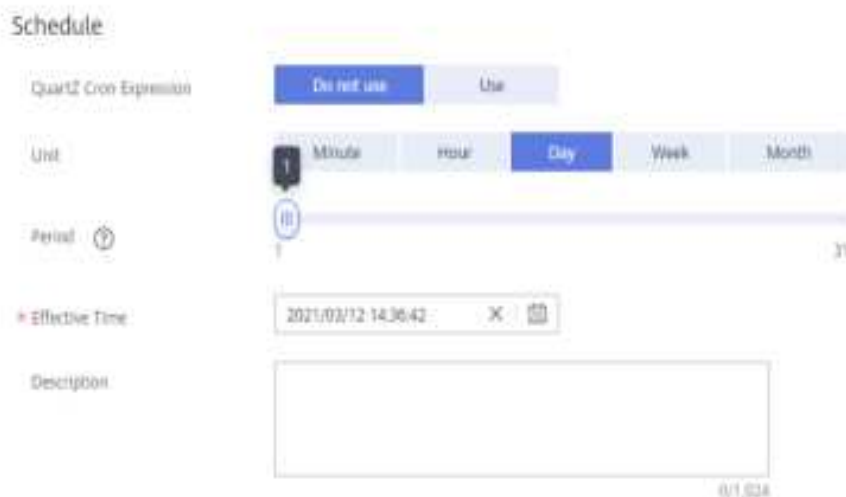 Schedule
QuartZ Cron Expression
Do not use Use
Unit
Minute Hour Day Week Month
1
Period
1 31
* Effective Time
2021/03/12 14:36:42
Description
0/1,024